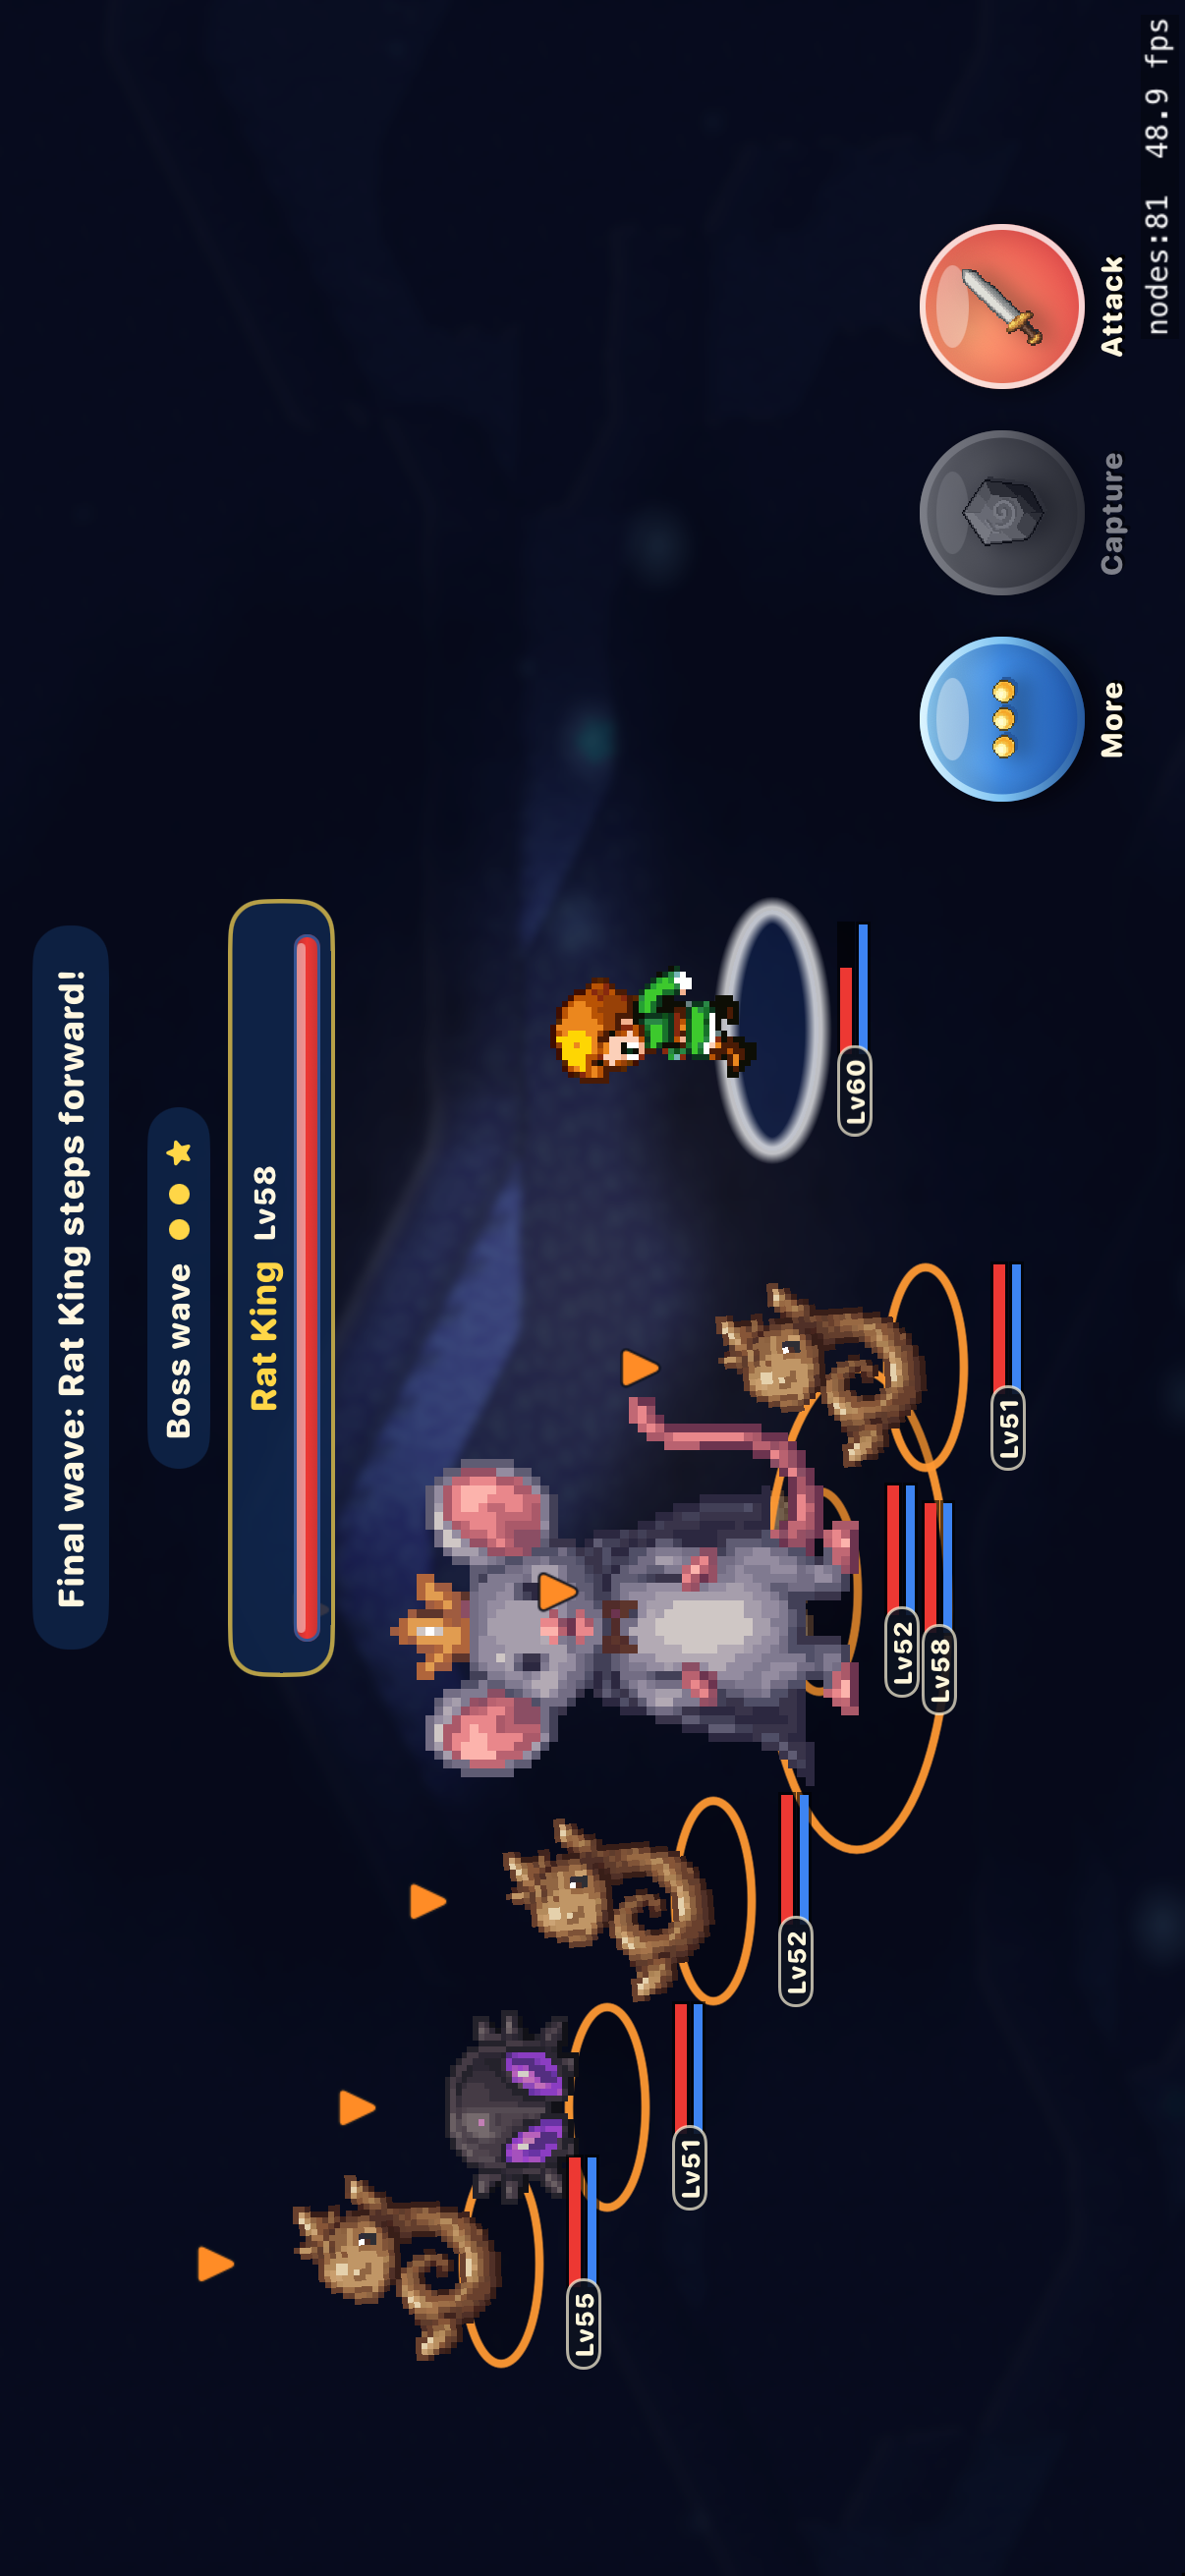 Final wave: Rat King steps forward!
Boss wave
Rat King Lv58
Lv55
Lv51
Lv52
Lv52
Lv58
Lv51
Lv60
More
Capture
Attack
nodes:81 48.9 fps